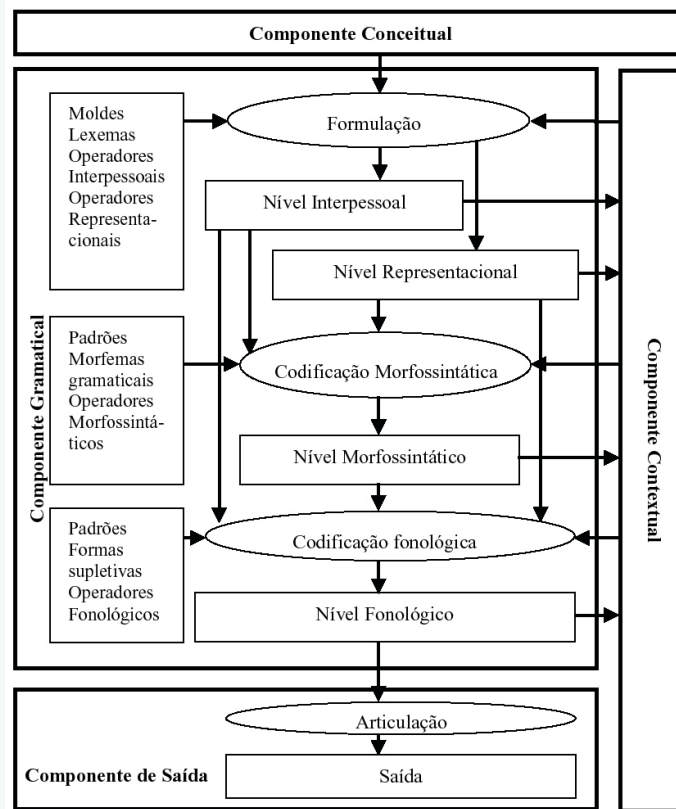 Componente Conceitual
Moldes
Lexemas
Operadores
Interpessoais
Operadores
Representa-
cionais
Formulação
Nível Interpessoal
Nível Representacional
Componente Gramatical
Padrões
Morfemas
gramaticais
Operadores
Morfossintá-
ticos
Codificação Morfossintática
Nível Morfossintático
Componente Contextual
Padrões
Formas
supletivas
Operadores
Fonológicos
Codificação fonológica
Nível Fonológico
Articulação
Componente de Saída
Saída